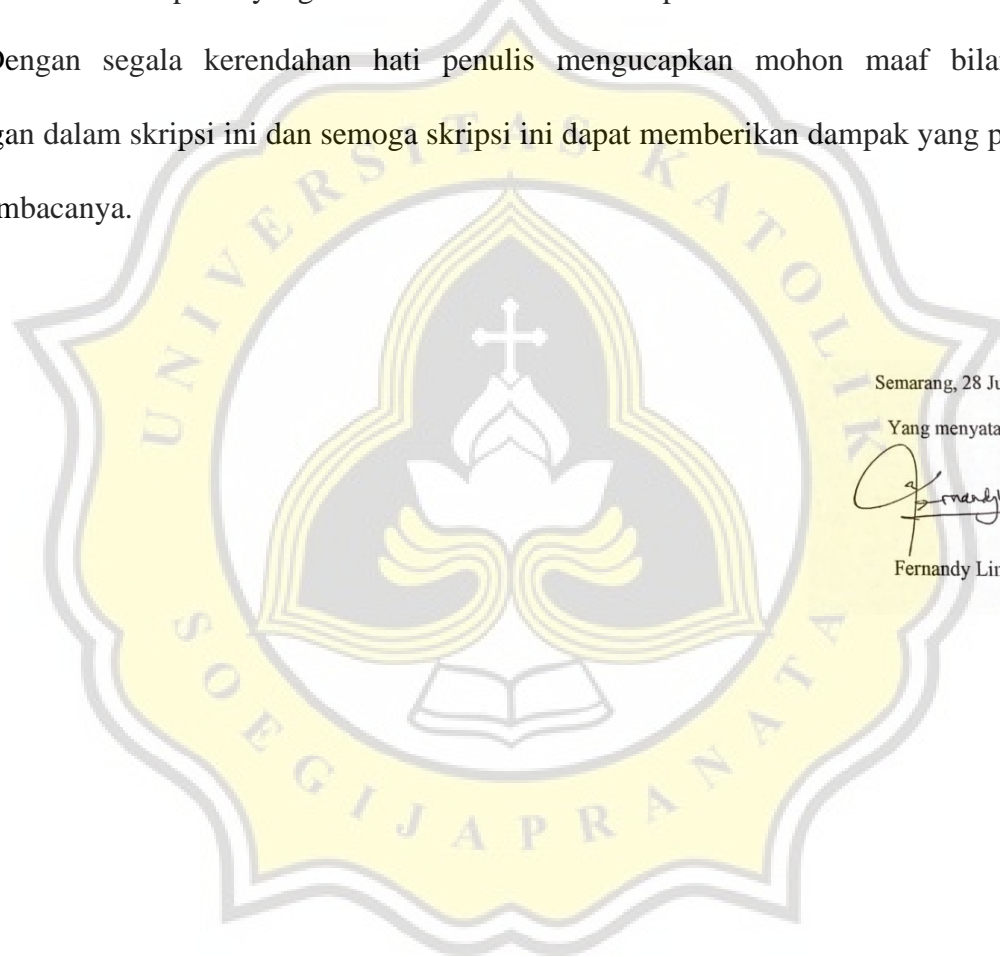 Dengan segala kerendahan hati penulis mengucapkan mohon maaf bila
gan dalam skripsi ini dan semoga skripsi ini dapat memberikan dampak yang p
mbacanya.
UNIVERSITAS KATOLIK
Semarang, 28 Ju
Yang menyata
Fernandy Lim
SOEGIJAPRANATA